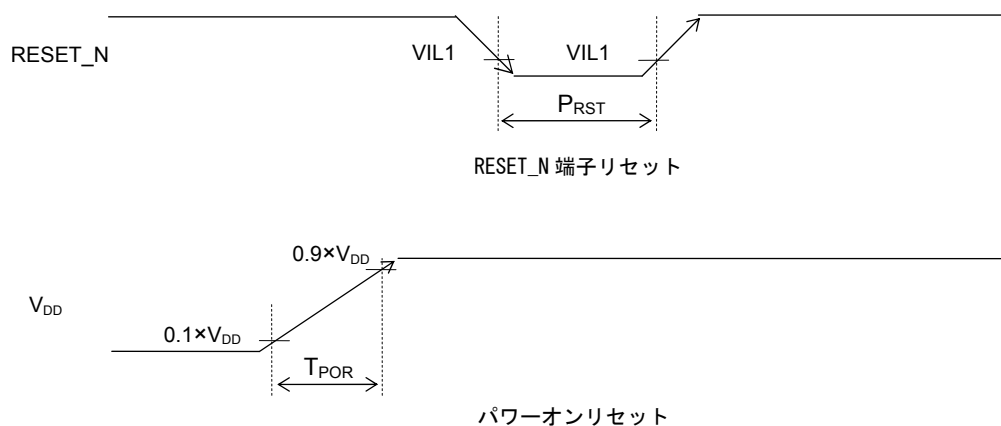 RESET_N
VIL1
VIL1
PRST
RESET_N 端子リセット
0.9×VDD
VDD
0.1×VDD
TPOR
パワーオンリセット